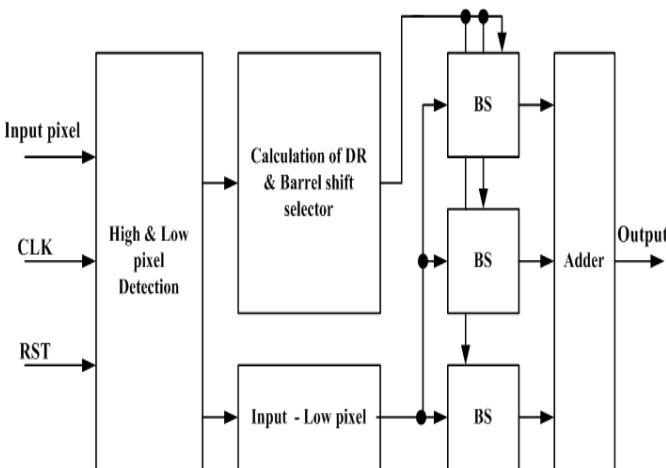 Input pixel
CLK
RST
High & Low
pixel
Detection
Calculation of DR
& Barrel shift
selector
Input - Low pixel
BS
BS
BS
Adder
Output